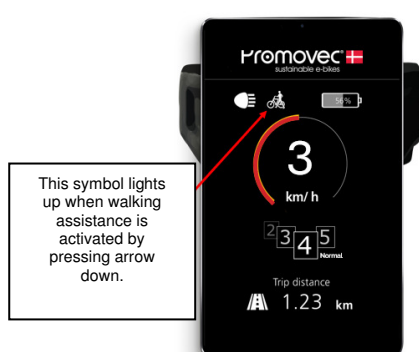 Promovec
sustainable e-bikes
56%
3
km/ h
2 3 4 5
Normal
Trip distance
1.23 km
This symbol lights
up when walking
assistance is
activated by
pressing arrow
down.